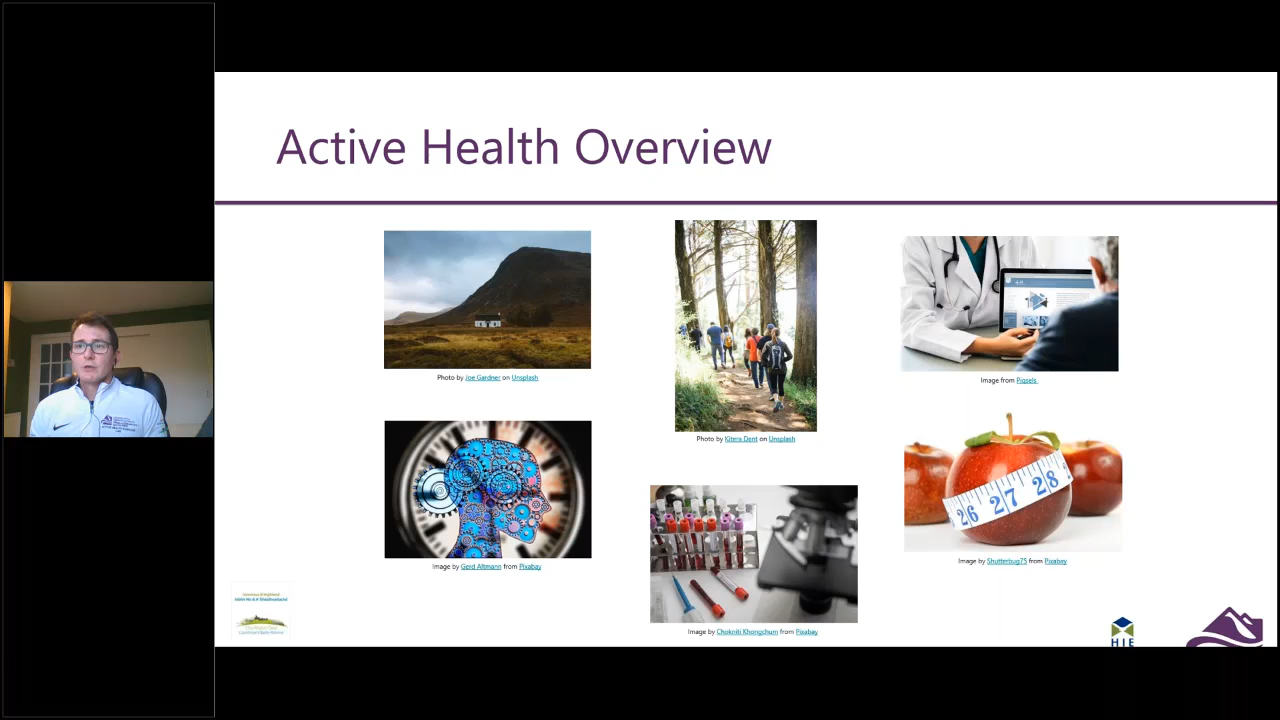 Active Health Overview
Photo by Joe Gardner on Unsplash
Photo by Kitera Dent on Unsplash
Image from Piqsels
26 27 28
Image by Gerd Altmann from Pixabay
Image by Shutterbug75 from Pixabay
Image by Chokniti Khongchum from Pixabay
HIE